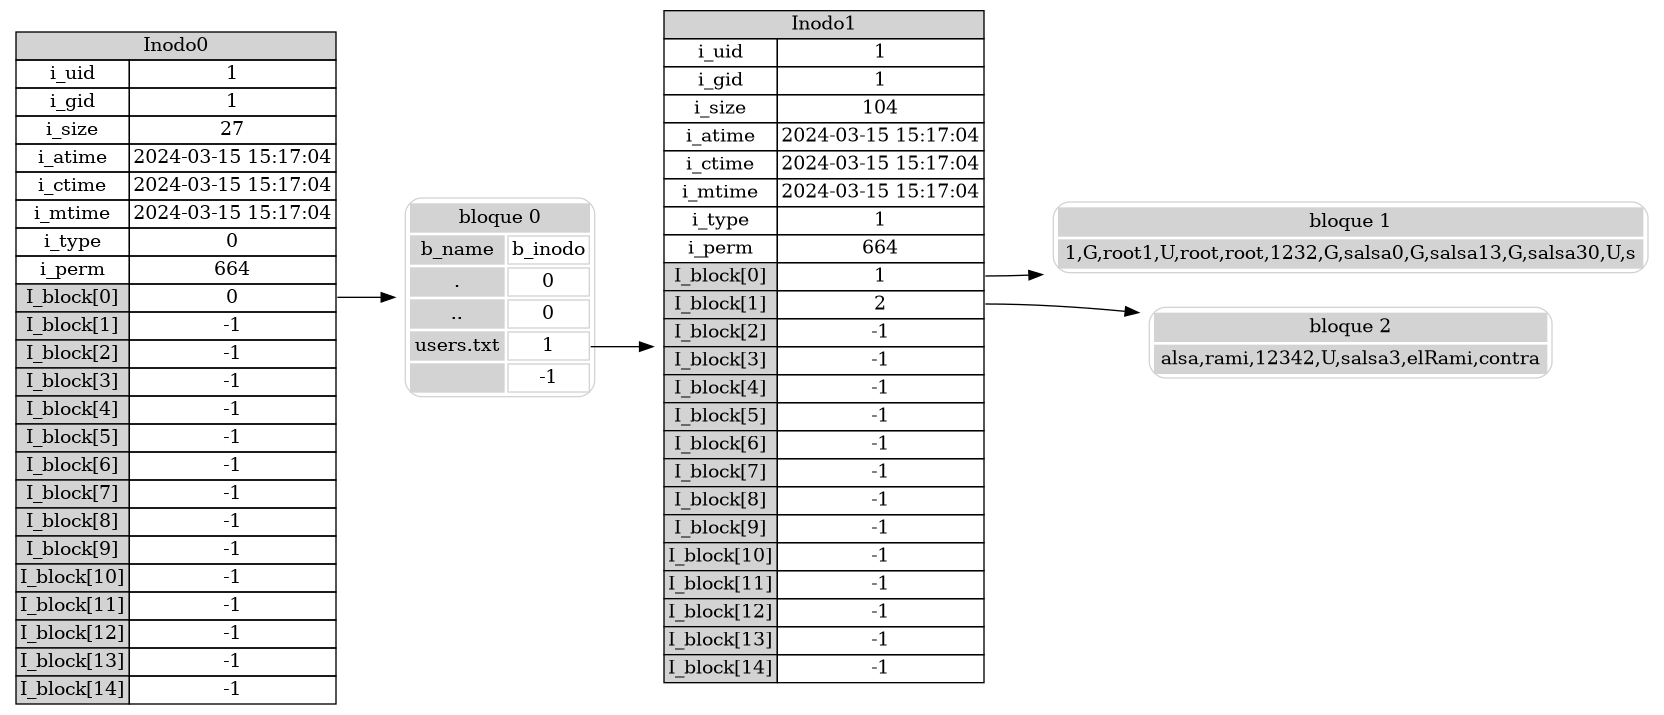 Inodo0
i_uid 1
i_gid 1
i_size 27
i_atime 2024-03-15 15:17:04
i_ctime 2024-03-15 15:17:04
i_mtime 2024-03-15 15:17:04
i_type 0
i_perm 664
I_block[0] 0
I_block[1] -1
I_block[2] -1
I_block[3] -1
I_block[4] -1
I_block[5] -1
I_block[6] -1
I_block[7] -1
I_block[8] -1
I_block[9] -1
I_block[10] -1
I_block[11] -1
I_block[12] -1
I_block[13] -1
I_block[14] -1
bloque 0
b_name b_inodo
. 0
.. 0
users.txt 1
-1
Inodo1
i_uid 1
i_gid 1
i_size 104
i_atime 2024-03-15 15:17:04
i_ctime 2024-03-15 15:17:04
i_mtime 2024-03-15 15:17:04
i_type 1
i_perm 664
I_block[0] 1
I_block[1] 2
I_block[2] -1
I_block[3] -1
I_block[4] -1
I_block[5] -1
I_block[6] -1
I_block[7] -1
I_block[8] -1
I_block[9] -1
I_block[10] -1
I_block[11] -1
I_block[12] -1
I_block[13] -1
I_block[14] -1
bloque 1
1,G,root1,U,root,root,1232,G,salsa0,G,salsa13,G,salsa30,U,s
bloque 2
alsa,rami,12342,U,salsa3,elRami,contra